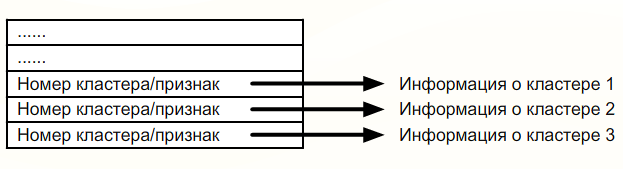 ......
......
Номер кластера/признак
Информация о кластере 1
Номер кластера/признак
Информация о кластере 2
Номер кластера/признак
Информация о кластере 3